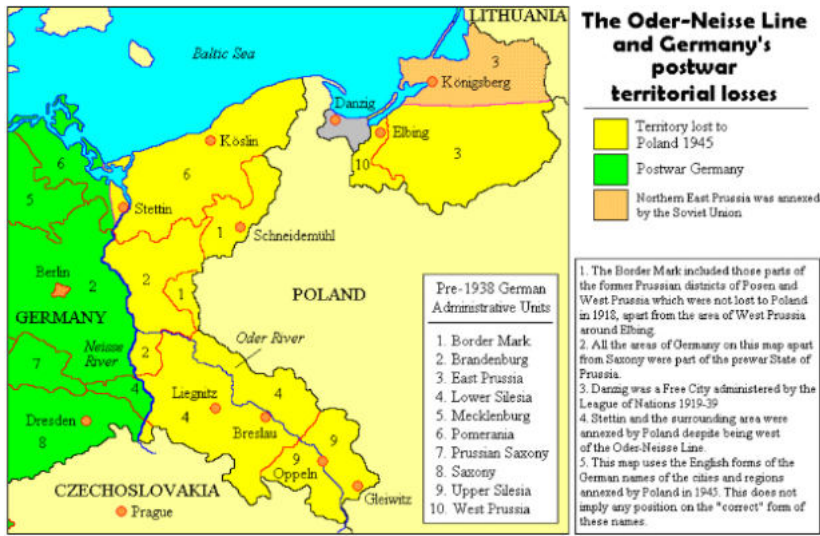 The Oder-Neisse Line
and Germany's
postwar
territorial losses
Territory lost to
Poland 1945
Postwar Germany
Northern East Prussia was annexed
by the Soviet Union
1. The Border Mark included those parts of
the former Prussian districts of Posen and
West Prussia which were not lost to Poland
in 1918, apart from the area of West Prussia
around Elbing.
2. All the areas of Germany on this map apart
from Saxony were part of the prewar State of
Prussia.
3. Danzig was a Free City administered by the
League of Nations 1919-39
4. Stettin and the surrounding area were
annexed by Poland despite being west
of the Oder-Neisse Line.
5. This map uses the English forms of the
German names of the cities and regions
annexed by Poland in 1945. This does not
imply any position on the "correct" form of
these names.
LITHUANIA
Baltic Sea
3
Königsberg
Danzig
Elbing
Köslin
10
3
6
6
5
Stettin
1
Schneidemühl
Berlin
2
2
1
POLAND
GERMANY
Neisse
River
2
Oder River
7
4
Liegnitz
4
4
Dresden
8
Breslau
9
9
Oppeln
Gleiwitz
CZECHOSLOVAKIA
Prague
Pre-1938 German
Administrative Units
1. Border Mark
2. Brandenburg
3. East Prussia
4. Lower Silesia
5. Mecklenburg
6. Pomerania
7. Prussian Saxony
8. Saxony
9. Upper Silesia
10. West Prussia